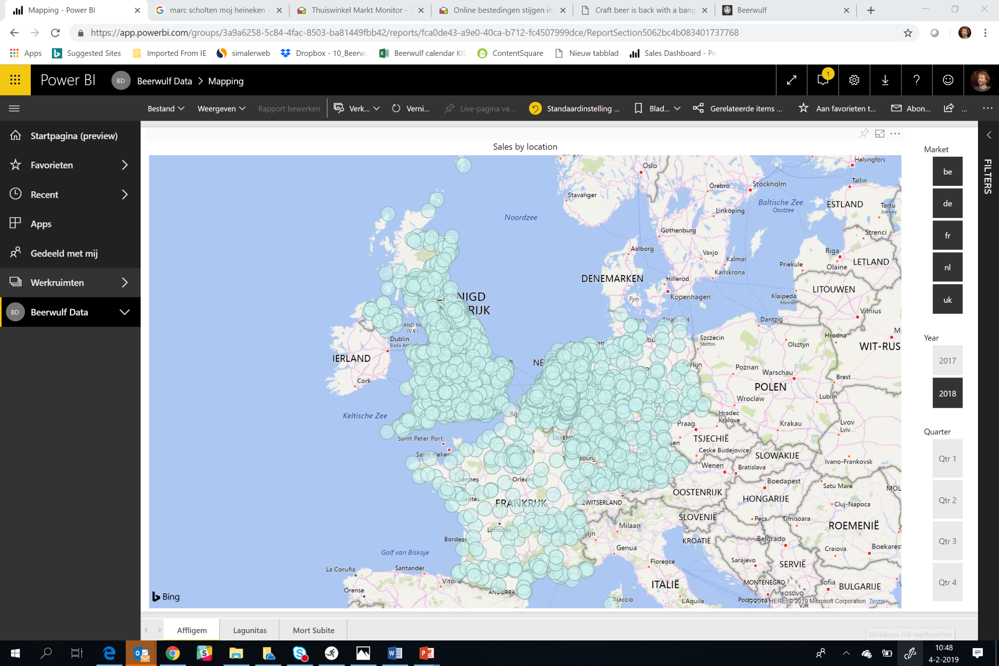 Mapping - Power BI
marc scholten moj heineken -
Thuiswinkel Markt Monitor - T
Online bestedingen stijgen in
Craft beer is back with a bang
Beerwulf
https://app.powerbi.com/groups/3a9a6258-5c84-4fac-8503-ba81449fbb42/reports/fca0de43-a9e0-40ca-b712-fc4507999dce/ReportSection5062bc4b083401737768
Apps
Suggested Sites
Imported From IE
simalerweb
Dropbox - 10_Beerwu
Beerwulf calendar KIS
ContentSquare
Nieuw tabblad
Sales Dashboard - Po
Power BI
BD
Beerwulf Data > Mapping
1
?
Bestand
Weergeven
Rapport bewerken
Verk...
Verni...
Live-pagina va...
Standaardinstelling ...
Blad...
Gerelateerde items ...
Aan favorieten t...
Abon...
...
Startpagina (preview)
Favorieten
Recent
Apps
Gedeeld met mij
Werkruimten
BD
Beerwulf Data
Sales by location
Oslo
Helsingfors
Örebro
Stockholm
Tallin
Stavanger
Baltische Zee
Oostzee
ESTLAND
Tartu
Joerjev
Linköping
Noordzee
Gothenburg
Strenci
Aalborg
Vaxjo
Riga
Kalmar
Priekule
Olaine
LETLAND
Karlskrona
DENEMARKEN
Hillerod
LITOUWEN
Kopenhagen
Klaipeda
Memel
NIGD
RIJK
Fyn
Vilnius
Stralsund
Dantzig
AND M.
(V.K.)
Dublin
Szczecin
Stettin
Hrodna
Olsztyn
WIT-RUS
IERLAND
NE
Berlijn
Poznan
Warschau
Brest
Cork
POLEN
Wroclaw
Lublin
Keltische Zee
Hradec
Kralove
Praag
Krakau
Lvov
Lviv
Saint Peter Port
TSJECHIË
Ceske Budejovice
Saint Helier
SLOWAKIJE
Ivano-Frankovsk
Wenen
Bratislava
Rennes
Orléan
Boedapest
Satu Mare
MOL
OOSTENRIJK
HONGARIJE
FRANKRIJK
ZWITSERLAND
Cluj-Napoca
SLOVENIË
Pecs
Timisoara
Limoges
Milaan
ROEMENIË
Bordeau
KROATIË
Belgrado
Genua
Craiova
Boekarest
Golf van Biskaje
La Coruña
Santander
Florence
Sarajevo
SERVIË
Vitoria
ITALIË
MONTENEGRO
Sofia
BULGARIJE
Orense
ANDORRA
KOSOVO
Ajaccio
L'Aquila
Bing
© 2019 HERE, © 2019 Microsoft Corporation Terms
VJR
Market
be
de
fr
nl
uk
Year
2017
2018
Quarter
Qtr 1
Qtr 2
Qtr 3
Qtr 4
FILTERS
Affligem
Lagunitas
Mort Subite
Windows Ink-werkruimte
10:48
4-2-2019